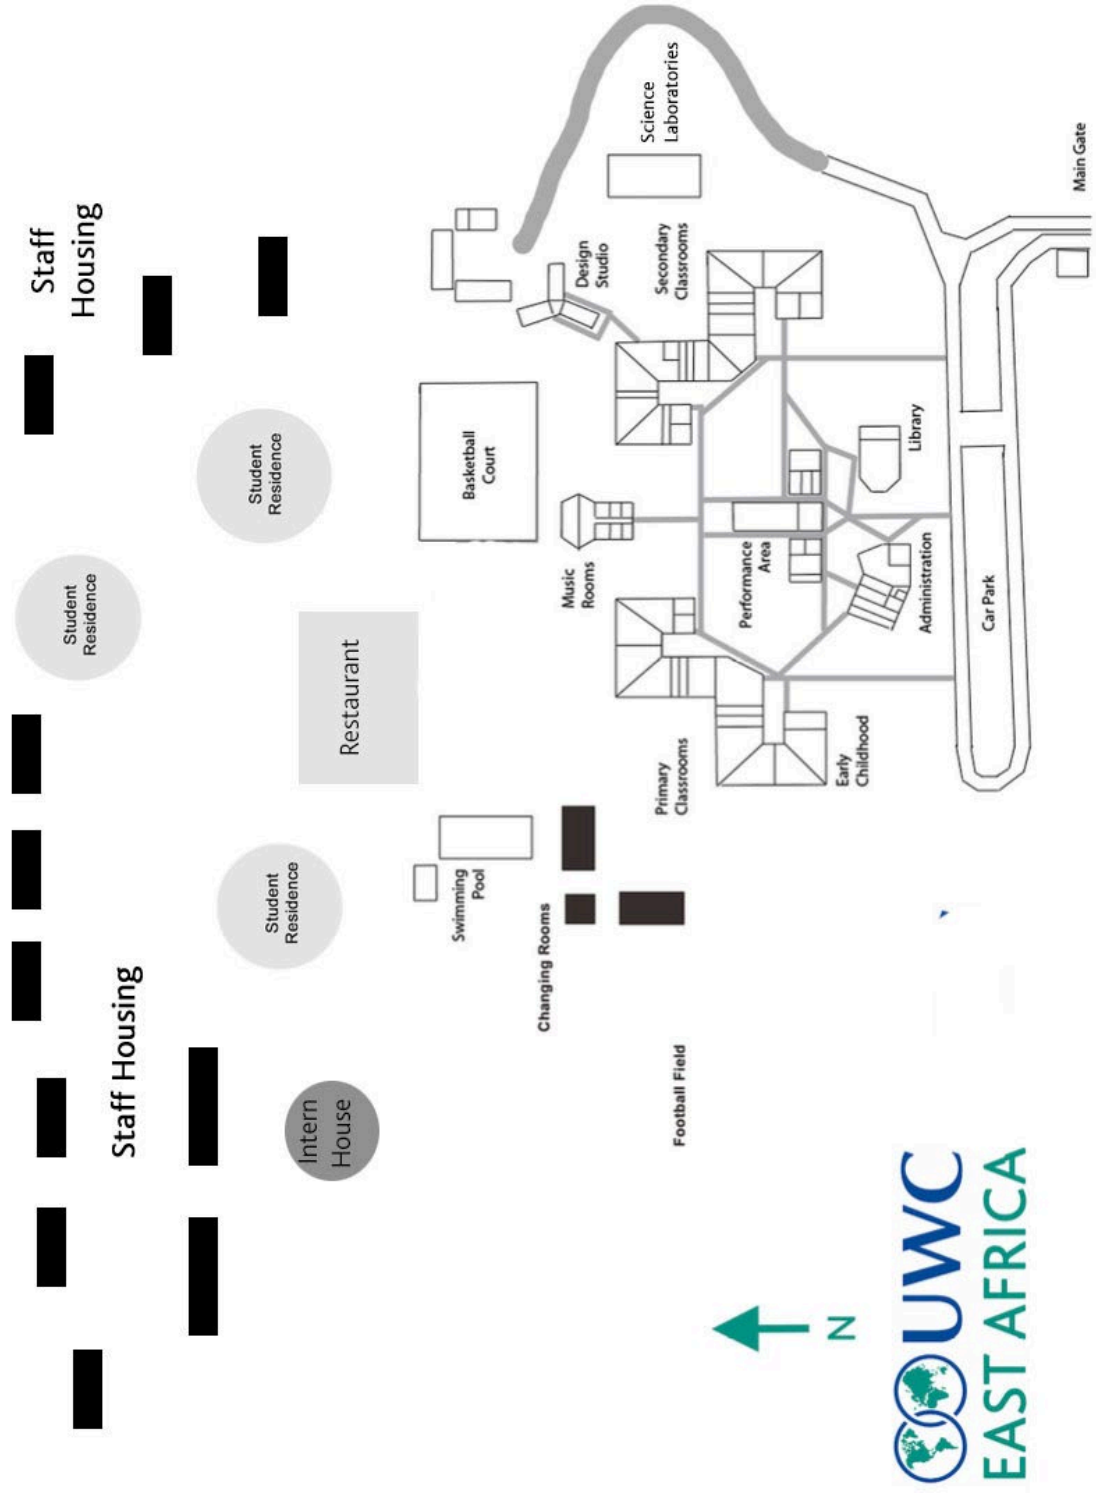 Staff
Housing
Student
Residence
Student
Residence
Staff Housing
Student
Residence
Intern
House
Restaurant
Basketball
Court
Swimming
Pool
Changing Rooms
Football Field
Science
Laboratories
Design
Studio
Secondary
Classrooms
Music
Rooms
Primary
Classrooms
Performance
Area
Early
Childhood
Library
Administration
Car Park
Main Gate
N
UWC
EAST AFRICA